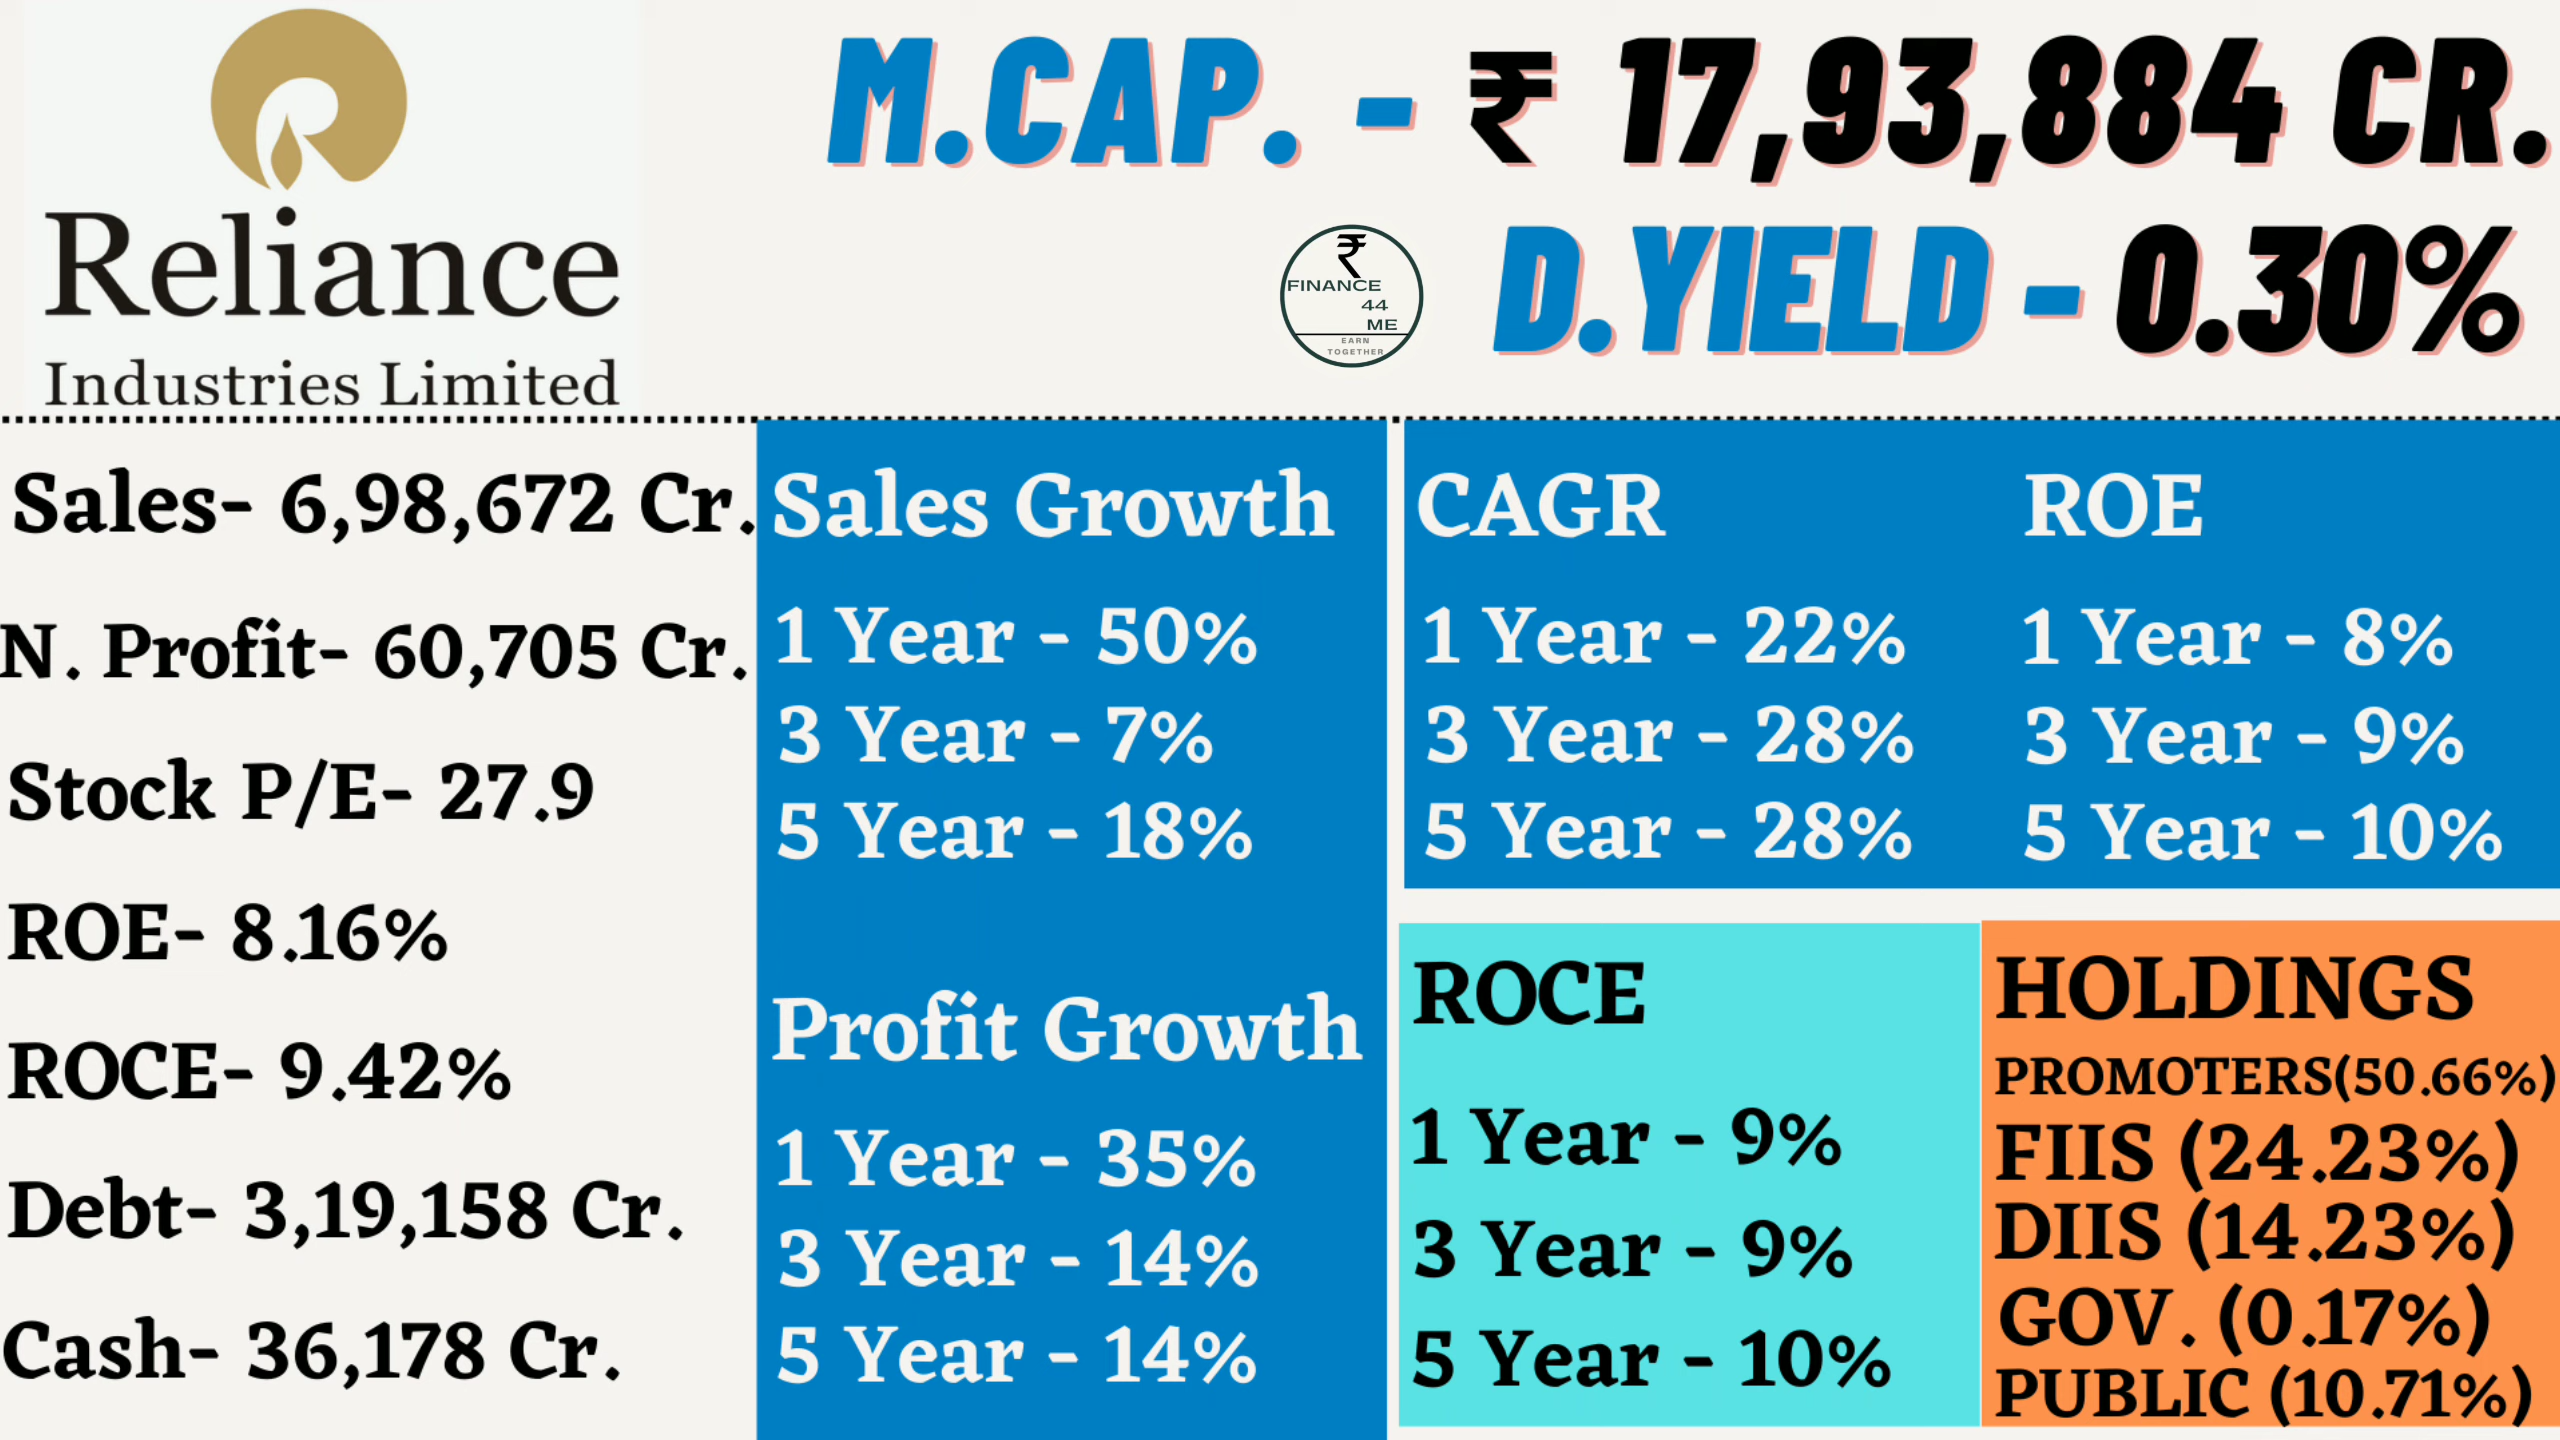 Reliance
Industries Limited
M.CAP. - ₹ 17,93,884 CR.
₹
FINANCE
44
ME
EARN
TOGETHER
D.YIELD - 0.30%
Sales- 6,98,672 Cr.
N. Profit- 60,705 Cr.
Stock P/E- 27.9
ROE- 8.16%
ROCE- 9.42%
Debt- 3,19,158 Cr.
Cash- 36,178 Cr.
Sales Growth
1 Year - 50%
3 Year - 7%
5 Year - 18%
Profit Growth
1 Year - 35%
3 Year - 14%
5 Year - 14%
CAGR
1 Year - 22%
3 Year - 28%
5 Year - 28%
ROE
1 Year - 8%
3 Year - 9%
5 Year - 10%
ROCE
1 Year - 9%
3 Year - 9%
5 Year - 10%
HOLDINGS
PROMOTERS(50.66%)
FIIS (24.23%)
DIIS (14.23%)
GOV. (0.17%)
PUBLIC (10.71%)